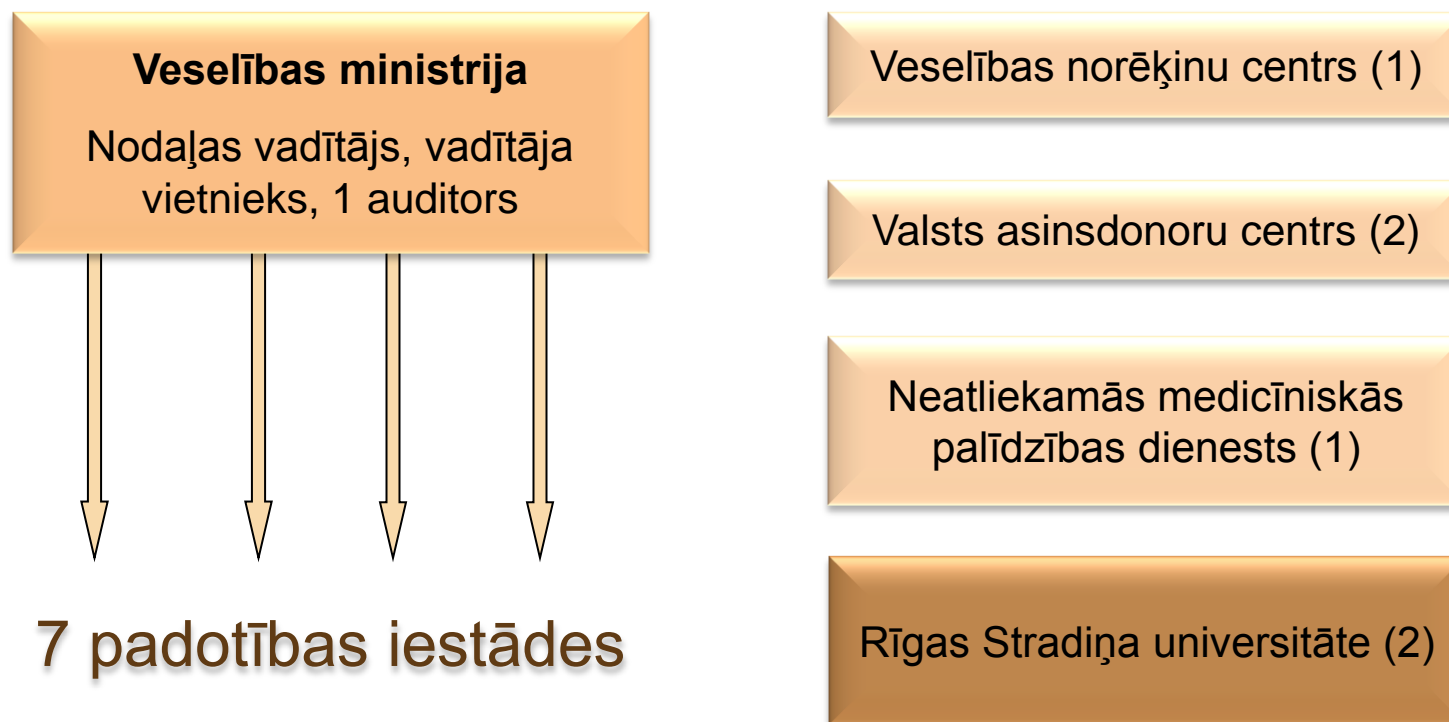 Veselības ministrija
Nodaļas vadītājs, vadītāja
vietnieks, 1 auditors
7 padotības iestādes
Veselības norēķinu centrs (1)
Valsts asinsdonoru centrs (2)
Neatliekamās medicīniskās
palīdzības dienests (1)
Rīgas Stradiņa universitāte (2)